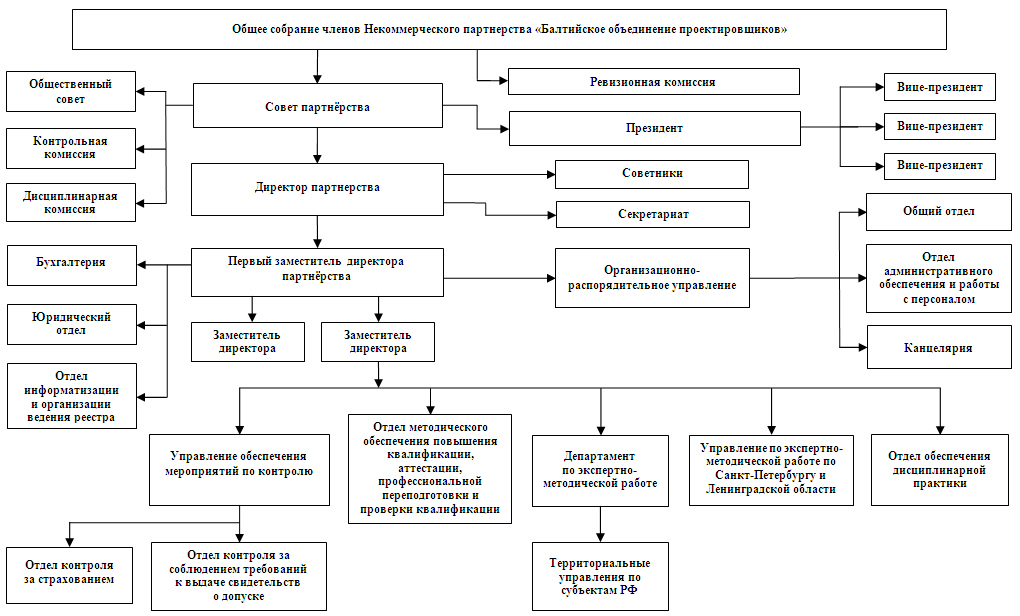 Общее собрание членов Некоммерческого партнерства «Балтийское объединение проектировщиков»
Общественный
совет
Совет партнёрства
Ревизионная комиссия
Вице-президент
Контрольная
комиссия
Президент
Вице-президент
Вице-президент
Дисциплинарная
комиссия
Директор партнерства
Советники
Секретариат
Общий отдел
Бухгалтерия
Первый заместитель директора
партнёрства
Организационно-
распорядительное управление
Отдел
административного
обеспечения и работы
с персоналом
Юридический
отдел
Заместитель
директора
Заместитель
директора
Канцелярия
Отдел
информатизации
и организации
ведения реестра
Управление обеспечения
мероприятий по контролю
Отдел методического
обеспечения повышения
квалификации,
аттестации,
профессиональной
переподготовки и
проверки квалификации
Департамент
по экспертно-
методической работе
Управление по экспертно-
методической работе по
Санкт-Петербургу и
Ленинградской области
Отдел обеспечения
дисциплинарной
практики
Отдел контроля
за страхованием
Отдел контроля за
соблюдением требований
к выдаче свидетельств
о допуске
Территориальные
управления по
субъектам РФ